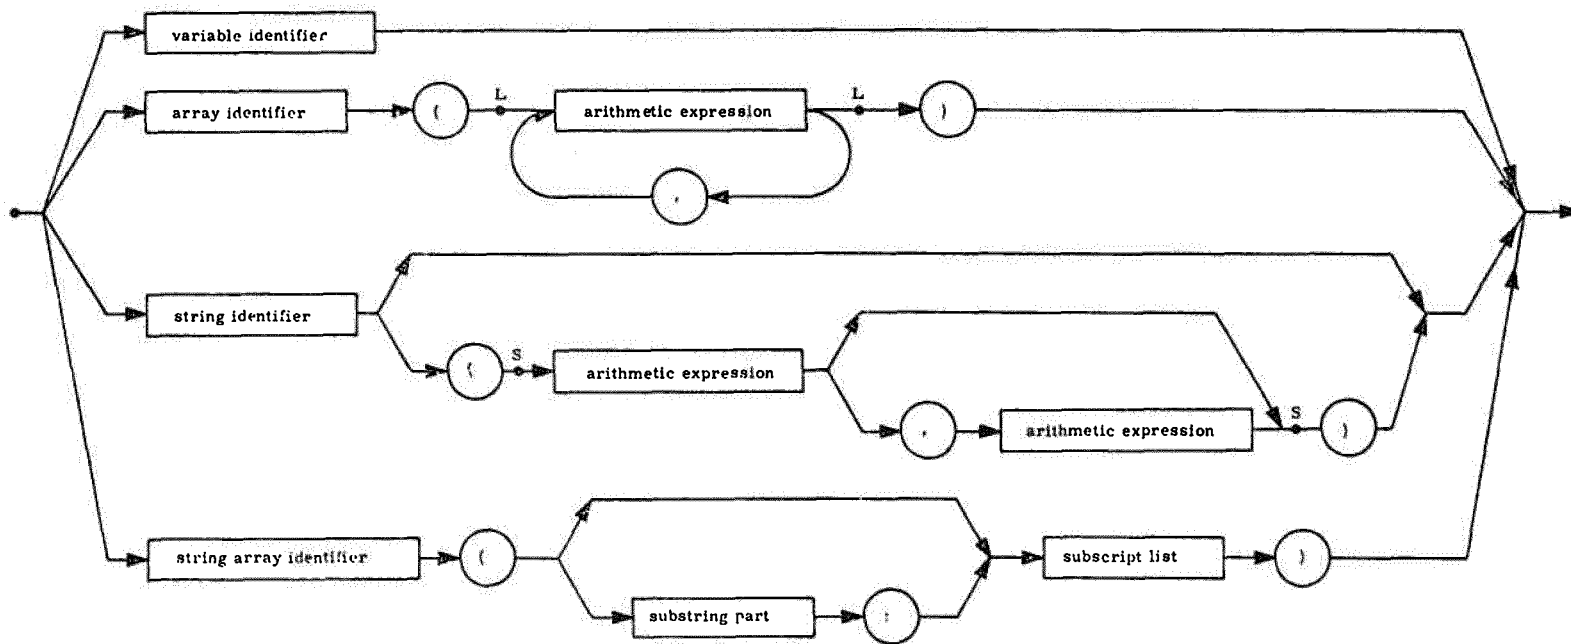 variable identifier
array identifier ( L arithmetic expression L )
,
string identifier
( S arithmetic expression
, arithmetic expression S )
string array identifier ( subscript list )
substring part :